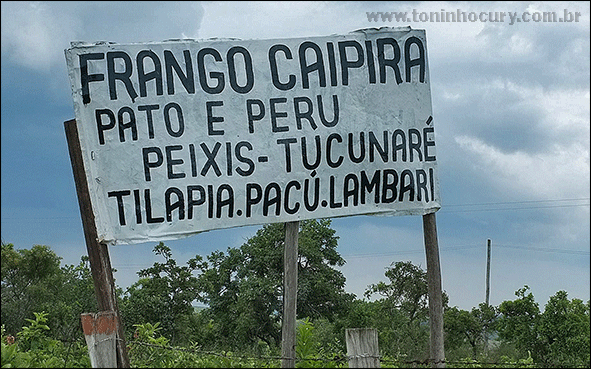 www.toninhocury.com.br
FRANGO CAIPIRA
PATO E PERU
PEIXIS-TUCUNARÉ
TILAPIA.PACÚ.LAMBARI